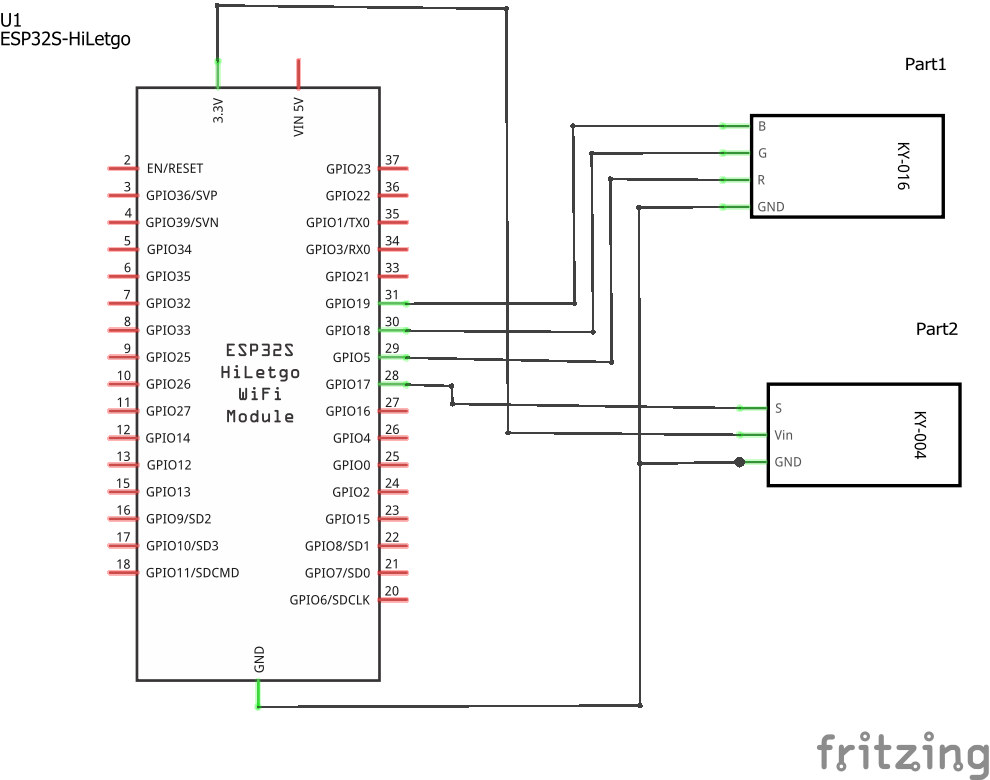 U1
ESP32S-HiLetgo
3.3V
VIN 5V
2 EN/RESET
3 GPIO36/SVP
4 GPIO39/SVN
5 GPIO34
6 GPIO35
7 GPIO32
8 GPIO33
9 GPIO25
10 GPIO26
11 GPIO27
12 GPIO14
13 GPIO12
15 GPIO13
16 GPIO9/SD2
17 GPIO10/SD3
18 GPIO11/SDCMD
ESP32S
HiLetgo
WiFi
Module
GPIO23 37
GPIO22 36
GPIO1/TX0 35
GPIO3/RX0 34
GPIO21 33
GPIO19 31
GPIO18 30
GPIO5 29
GPIO17 28
GPIO16 27
GPIO4 26
GPIO0 25
GPIO2 24
GPIO15 23
GPIO8/SD1 22
GPIO7/SD0 21
GPIO6/SDCLK 20
GND
Part1
B
G
R
GND
KY-016
Part2
S
Vin
GND
KY-004
fritzing